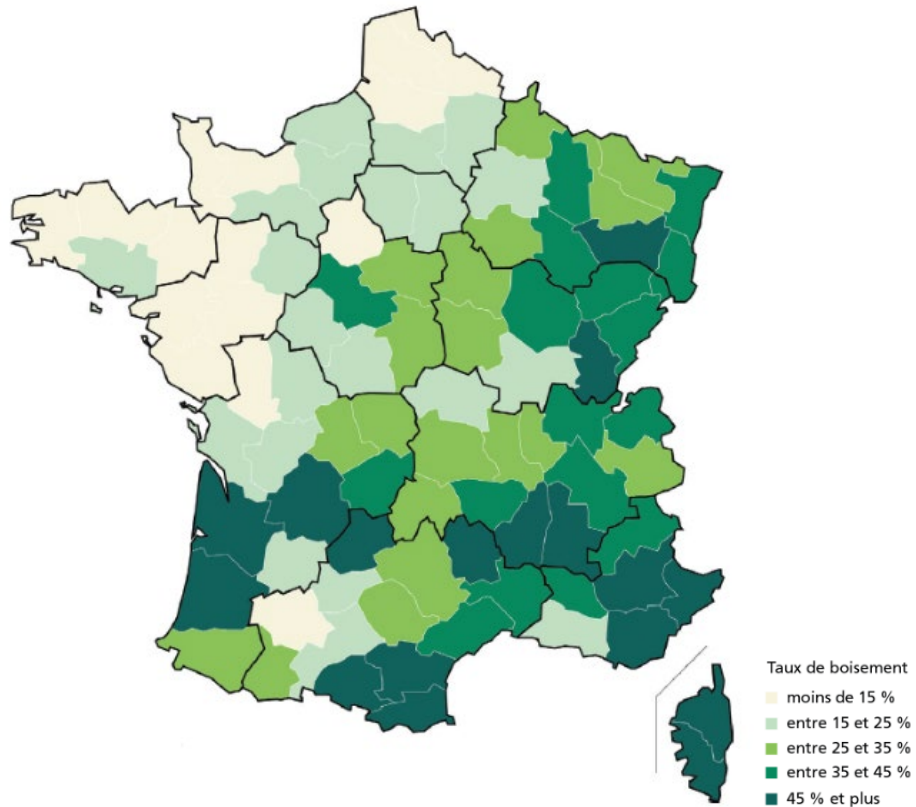 Taux de boisement
moins de 15 %
entre 15 et 25 %
entre 25 et 35 %
entre 35 et 45 %
45 % et plus